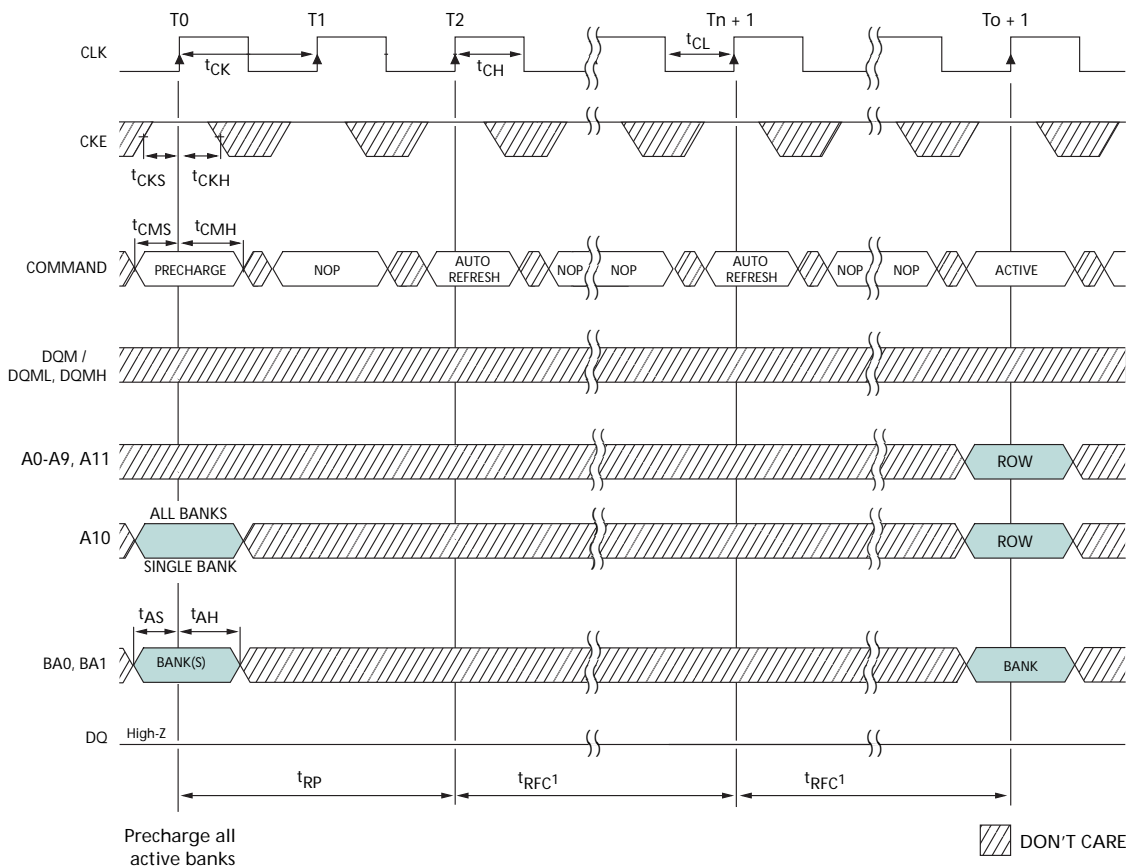 T0 T1 T2 Tn + 1 To + 1
CLK
tCK tCH tCL
CKE
tCKS tCKH
tCMS tCMH
COMMAND PRECHARGE NOP AUTO REFRESH NOP NOP AUTO REFRESH NOP NOP ACTIVE
DQM /
DQML, DQMH
A0-A9, A11 ROW
ALL BANKS
A10 ROW
SINGLE BANK
tAS tAH
BA0, BA1 BANK(S) BANK
DQ High-Z
tRP tRFC1 tRFC1
Precharge all
active banks
DON'T CARE